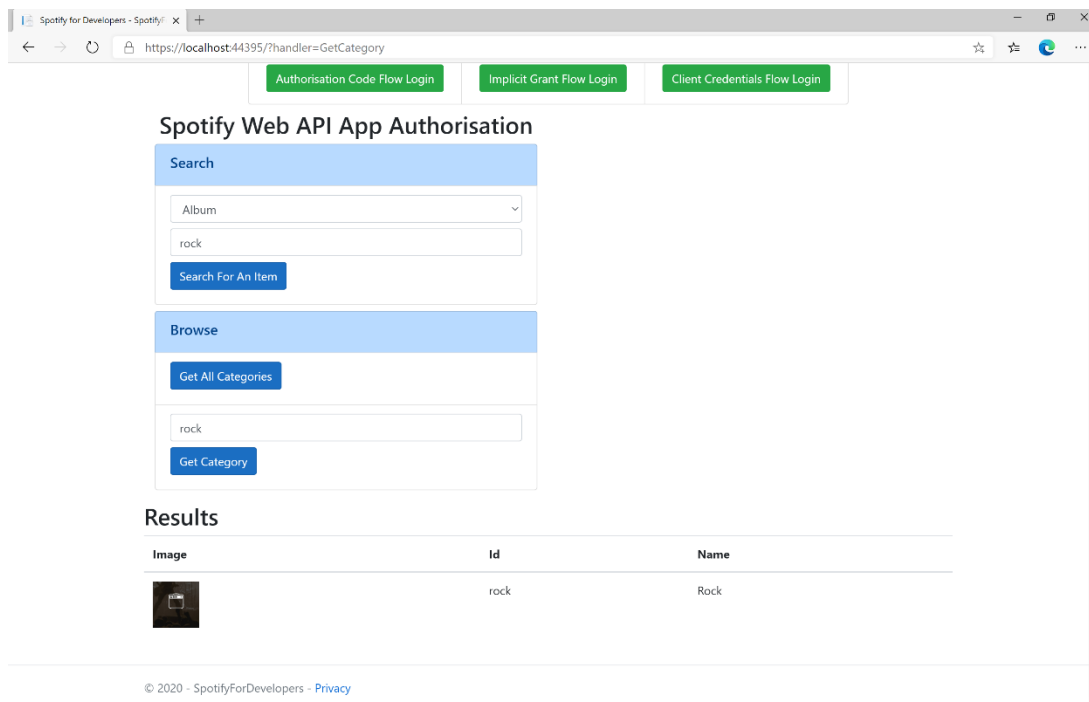 Spotify for Developers - SpotifyF
https://localhost:44395/?handler=GetCategory
Authorisation Code Flow Login Implicit Grant Flow Login Client Credentials Flow Login
Spotify Web API App Authorisation
Search
Album
rock
Search For An Item
Browse
Get All Categories
rock
Get Category
Results
Image Id Name
rock Rock
© 2020 - SpotifyForDevelopers - Privacy